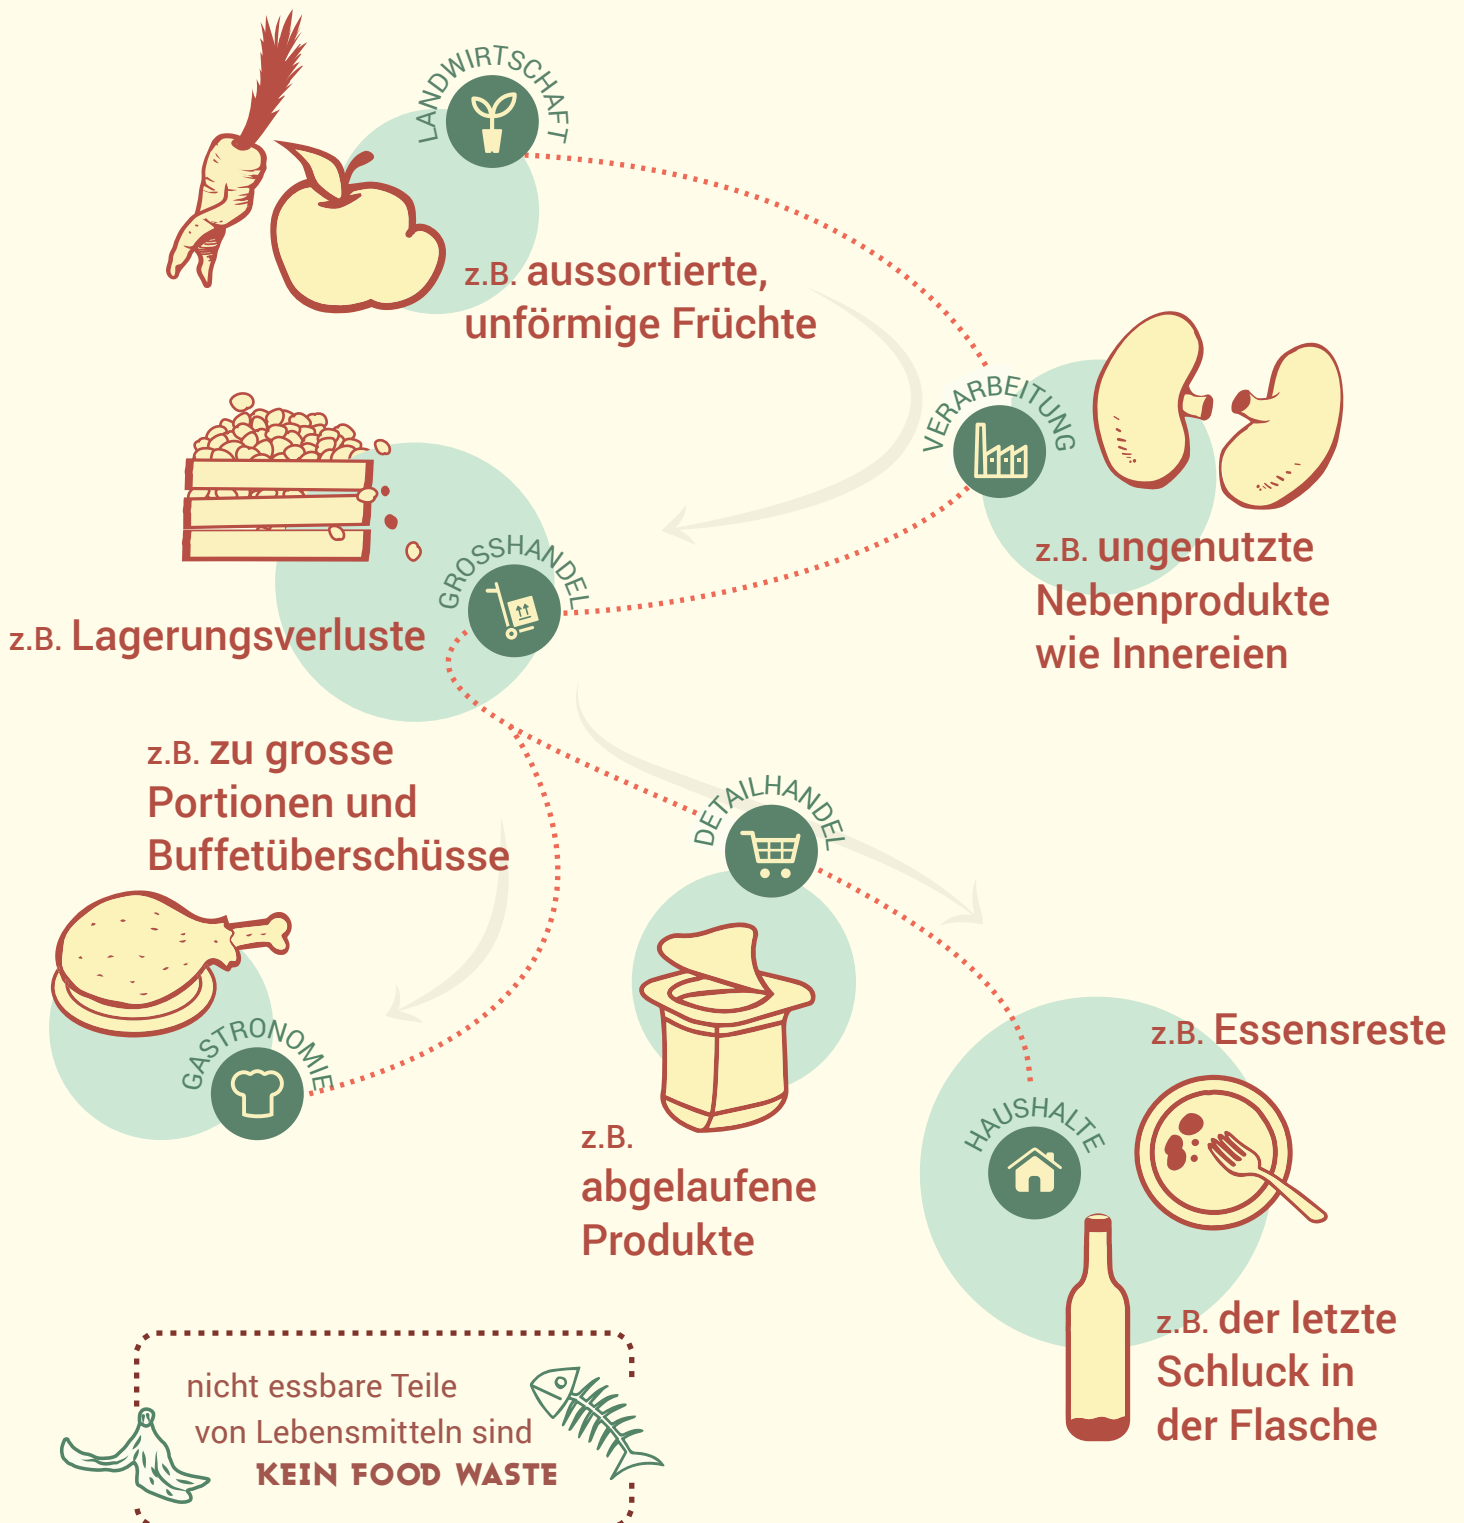 LANDWIRTSCHAFT
z.B. aussortierte,
unförmige Früchte
VERARBEITUNG
z.B. ungenutzte
Nebenprodukte
wie Innereien
GROSSHANDEL
z.B. Lagerungsverluste
z.B. zu grosse
Portionen und
Buffetüberschüsse
GASTRONOMIE
DETAILHANDEL
z.B.
abgelaufene
Produkte
HAUSHALTE
z.B. Essensreste
z.B. der letzte
Schluck in
der Flasche
nicht essbare Teile
von Lebensmitteln sind
KEIN FOOD WASTE